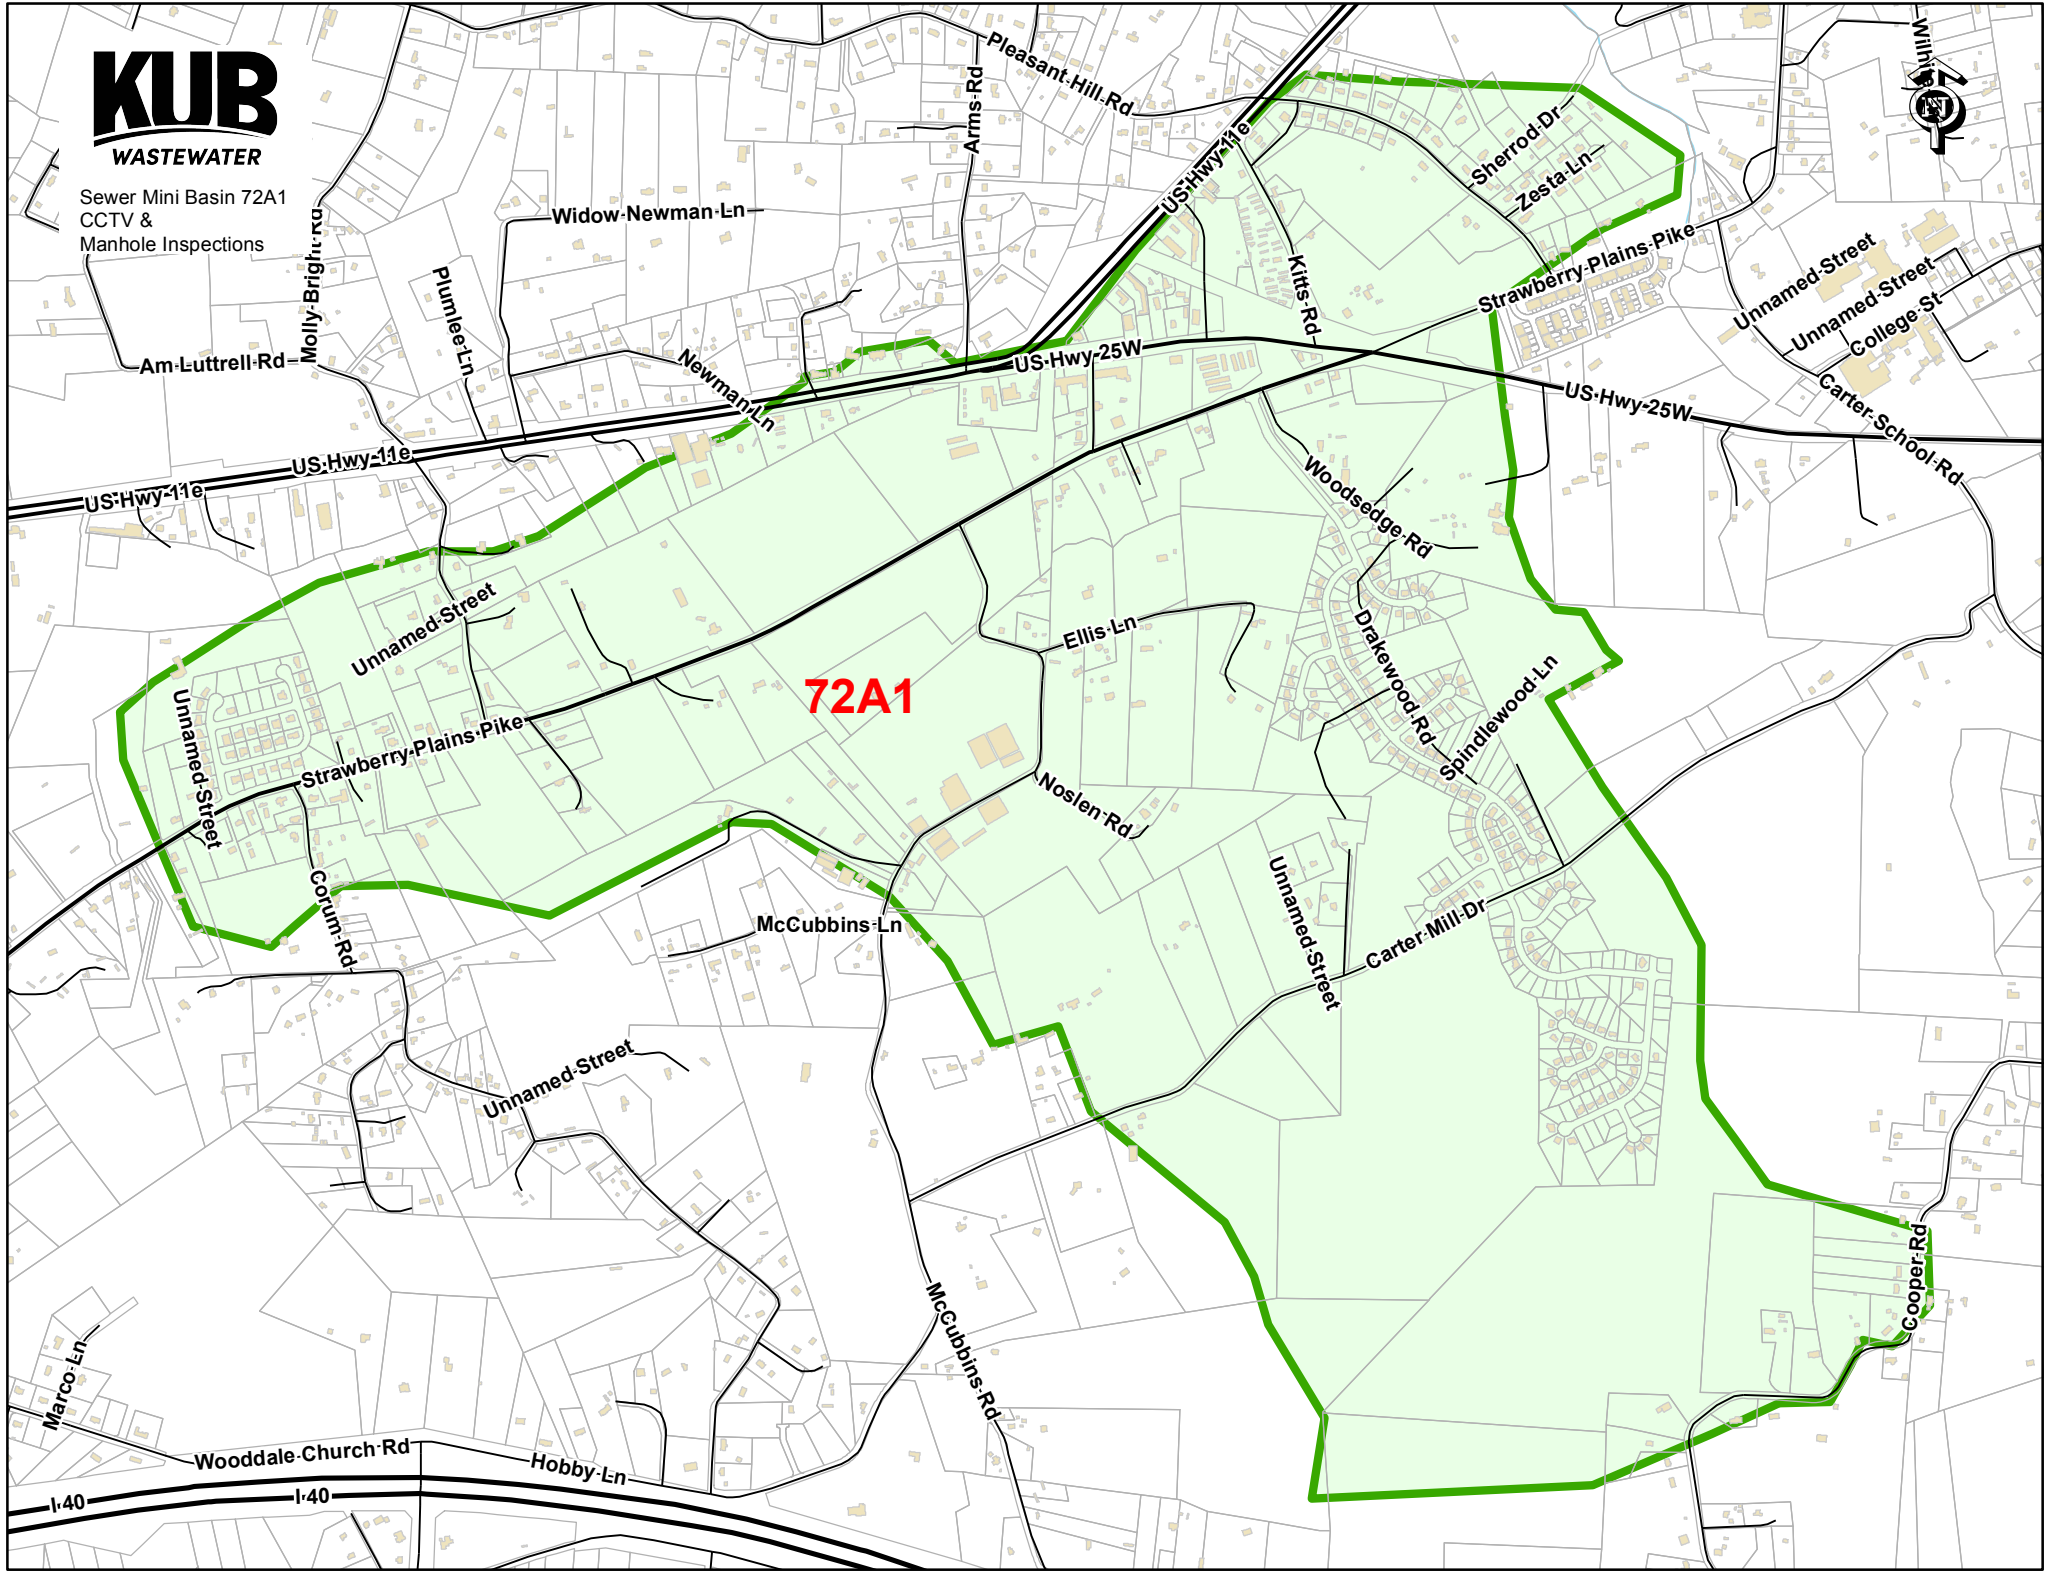 KUB
WASTEWATER
Sewer Mini Basin 72A1
CCTV &
Manhole Inspections
Pleasant Hill Rd
Arms Rd
Wilhite
N
US Hwy 11e
Sherrod Dr
Zesta Ln
Widow Newman Ln
Molly Bright Rd
Plumlee Ln
Kitts Rd
Strawberry Plains Pike
Unnamed Street
Unnamed Street
College St
Am Luttrell Rd
Newman Ln
US Hwy 25W
US Hwy 25W
Carter School Rd
US Hwy 11e
US Hwy 11e
Woodsedge Rd
Unnamed Street
Ellis Ln
Drakewood Rd
72A1
Spindlewood Ln
Unnamed Street
Strawberry Plains Pike
Noslen Rd
Corum Rd
McCubbins Ln
Unnamed Street
Carter Mill Dr
Unnamed Street
Cooper Rd
McCubbins Rd
Marco Ln
Wooddale Church Rd
Hobby Ln
I-40
I-40